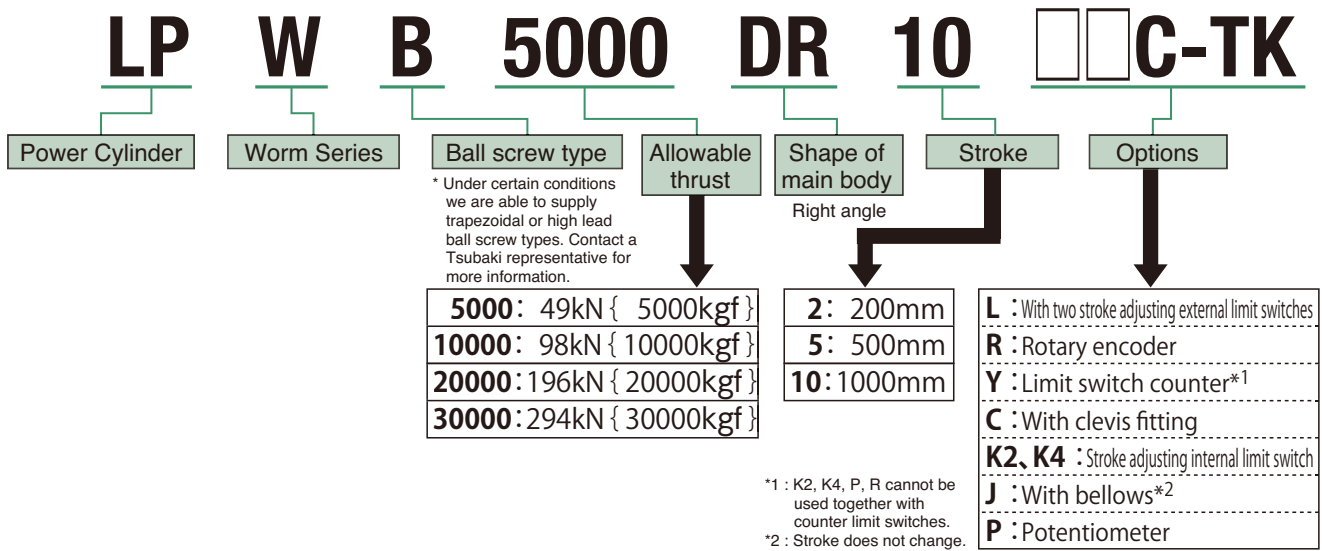 LP W B 5000 DR 10 □□C-TK
Power Cylinder
Worm Series
Ball screw type
* Under certain conditions
we are able to supply
trapezoidal or high lead
ball screw types. Contact a
Tsubaki representative for
more information.
Allowable
thrust
Shape of
main body
Right angle
Stroke
Options
5000: 49kN { 5000kgf }
10000: 98kN { 10000kgf }
20000:196kN { 20000kgf }
30000:294kN { 30000kgf }
2: 200mm
5: 500mm
10:1000mm
L :With two stroke adjusting external limit switches
R :Rotary encoder
Y :Limit switch counter*1
C :With clevis fitting
K2、K4 :Stroke adjusting internal limit switch
J :With bellows*2
P :Potentiometer
*1 : K2, K4, P, R cannot be
used together with
counter limit switches.
*2 : Stroke does not change.